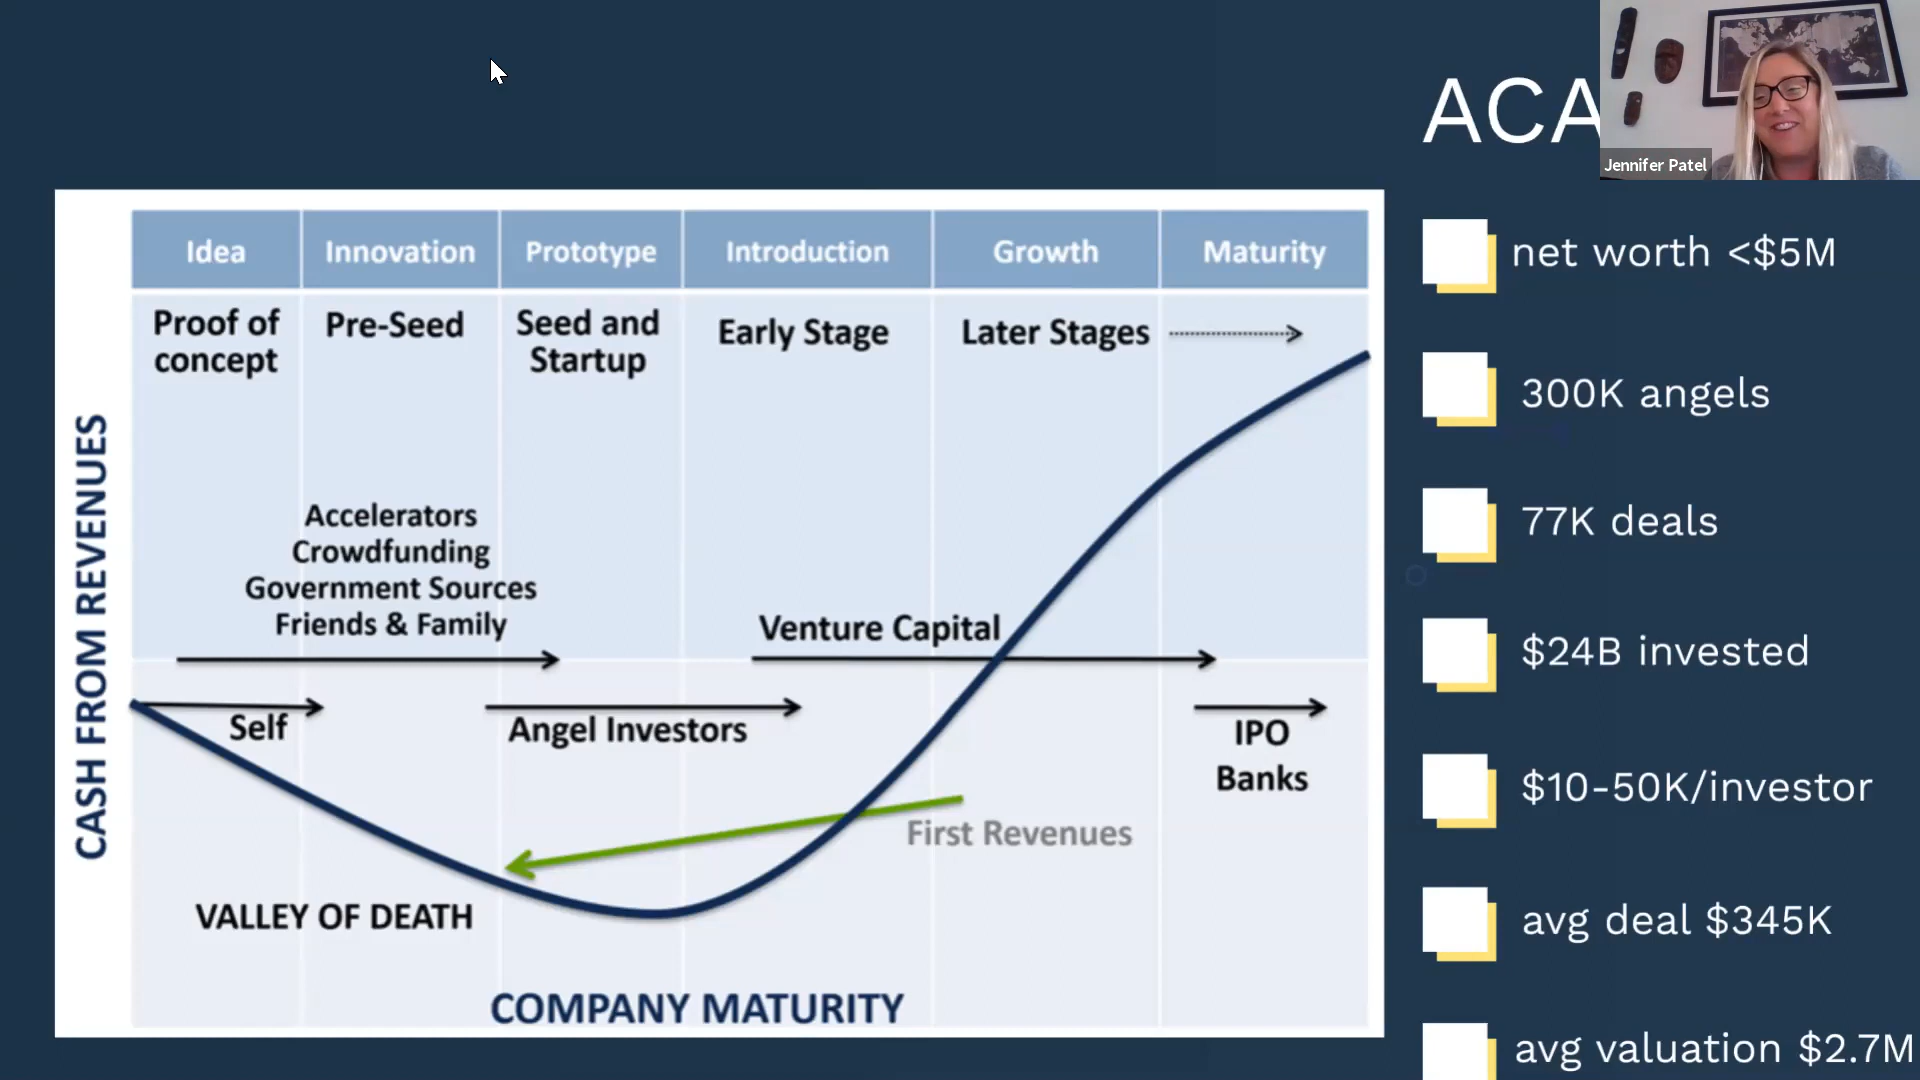 ACA
Jennifer Patel
Idea
Innovation
Prototype
Introduction
Growth
Maturity
Proof of
concept
Pre-Seed
Seed and
Startup
Early Stage
Later Stages
CASH FROM REVENUES
Accelerators
Crowdfunding
Government Sources
Friends & Family
Venture Capital
Self
Angel Investors
IPO
Banks
First Revenues
VALLEY OF DEATH
COMPANY MATURITY
net worth <$5M
300K angels
77K deals
$24B invested
$10-50K/investor
avg deal $345K
avg valuation $2.7M